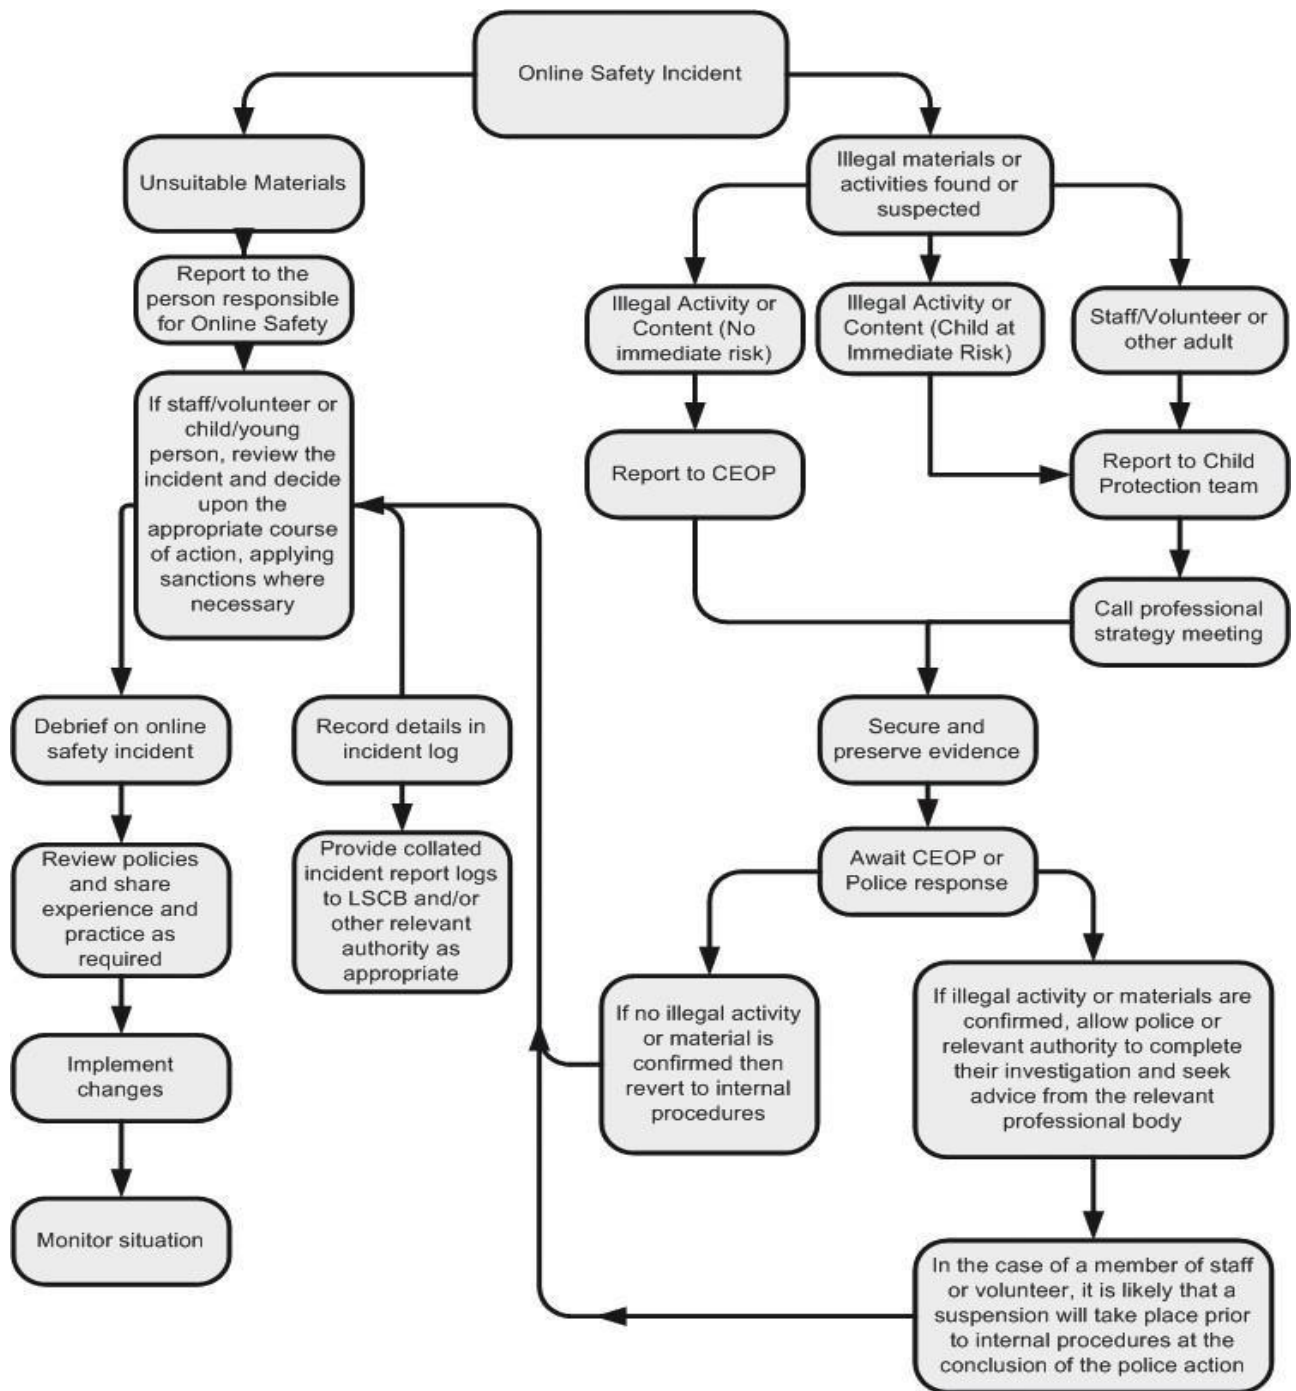 Online Safety Incident
Unsuitable Materials
Report to the
person responsible
for Online Safety
If staff/volunteer or
child/young
person, review the
incident and decide
upon the
appropriate course
of action, applying
sanctions where
necessary
Debrief on online
safety incident
Review policies
and share
experience and
practice as
required
Implement
changes
Monitor situation
Record details in
incident log
Provide collated
incident report logs
to LSCB and/or
other relevant
authority as
appropriate
Illegal materials or
activities found or
suspected
Illegal Activity or
Content (No
immediate risk)
Illegal Activity or
Content (Child at
Immediate Risk)
Staff/Volunteer or
other adult
Report to CEOP
Report to Child
Protection team
Call professional
strategy meeting
Secure and
preserve evidence
Await CEOP or
Police response
If no illegal activity
or material is
confirmed then
revert to internal
procedures
If illegal activity or materials are
confirmed, allow police or
relevant authority to complete
their investigation and seek
advice from the relevant
professional body
In the case of a member of staff
or volunteer, it is likely that a
suspension will take place prior
to internal procedures at the
conclusion of the police action